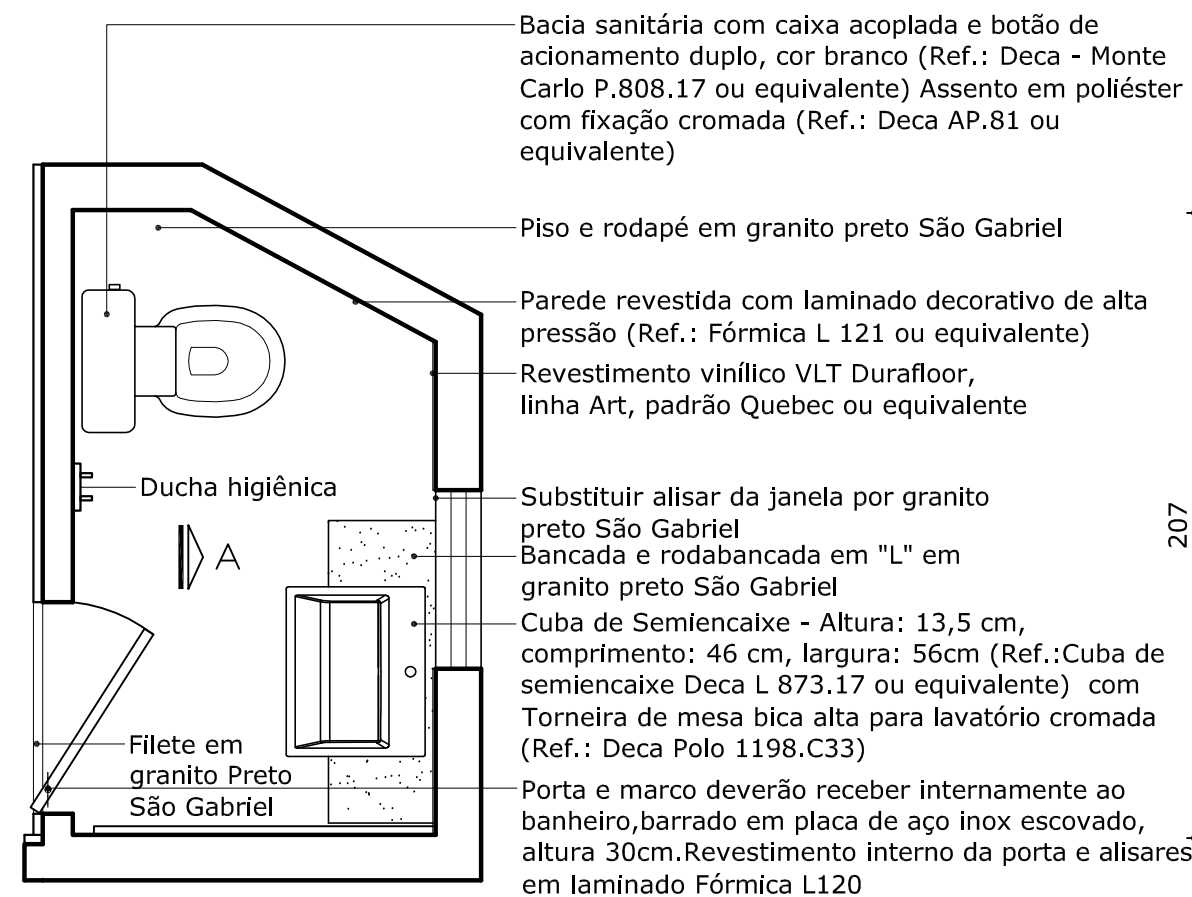 Bacia sanitária com caixa acoplada e botão de
acionamento duplo, cor branco (Ref.: Deca - Monte
Carlo P.808.17 ou equivalente) Assento em poliéster
com fixação cromada (Ref.: Deca AP.81 ou
equivalente)
Piso e rodapé em granito preto São Gabriel
Parede revestida com laminado decorativo de alta
pressão (Ref.: Fórmica L 121 ou equivalente)
Revestimento vinílico VLT Durafloor,
linha Art, padrão Quebec ou equivalente
Ducha higiênica
A
Substituir alisar da janela por granito
preto São Gabriel
Bancada e rodabancada em "L" em
granito preto São Gabriel
Cuba de Semiencaixe - Altura: 13,5 cm,
comprimento: 46 cm, largura: 56cm (Ref.:Cuba de
semiencaixe Deca L 873.17 ou equivalente) com
Torneira de mesa bica alta para lavatório cromada
(Ref.: Deca Polo 1198.C33)
Filete em
granito Preto
São Gabriel
Porta e marco deverão receber internamente ao
banheiro,barrado em placa de aço inox escovado,
altura 30cm.Revestimento interno da porta e alisares
em laminado Fórmica L120
207